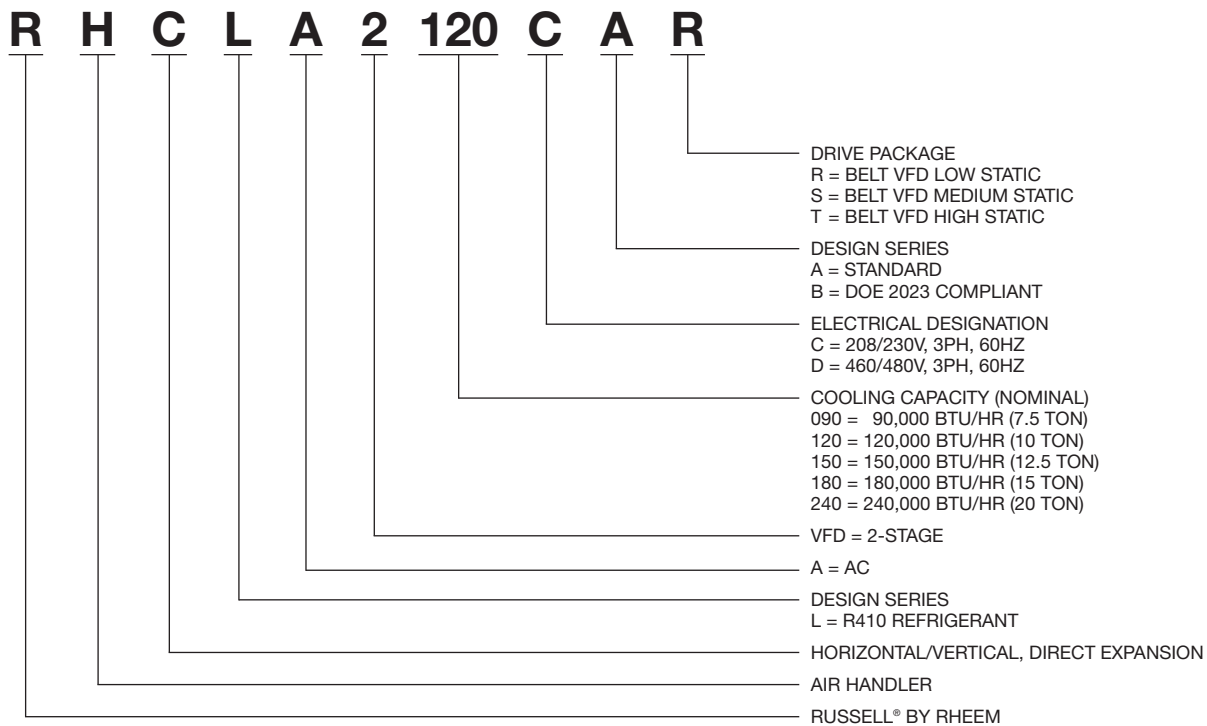 R H C L A 2 120 C A R
DRIVE PACKAGE
R = BELT VFD LOW STATIC
S = BELT VFD MEDIUM STATIC
T = BELT VFD HIGH STATIC
DESIGN SERIES
A = STANDARD
B = DOE 2023 COMPLIANT
ELECTRICAL DESIGNATION
C = 208/230V, 3PH, 60HZ
D = 460/480V, 3PH, 60HZ
COOLING CAPACITY (NOMINAL)
090 = 90,000 BTU/HR (7.5 TON)
120 = 120,000 BTU/HR (10 TON)
150 = 150,000 BTU/HR (12.5 TON)
180 = 180,000 BTU/HR (15 TON)
240 = 240,000 BTU/HR (20 TON)
VFD = 2-STAGE
A = AC
DESIGN SERIES
L = R410 REFRIGERANT
HORIZONTAL/VERTICAL, DIRECT EXPANSION
AIR HANDLER
RUSSELL® BY RHEEM